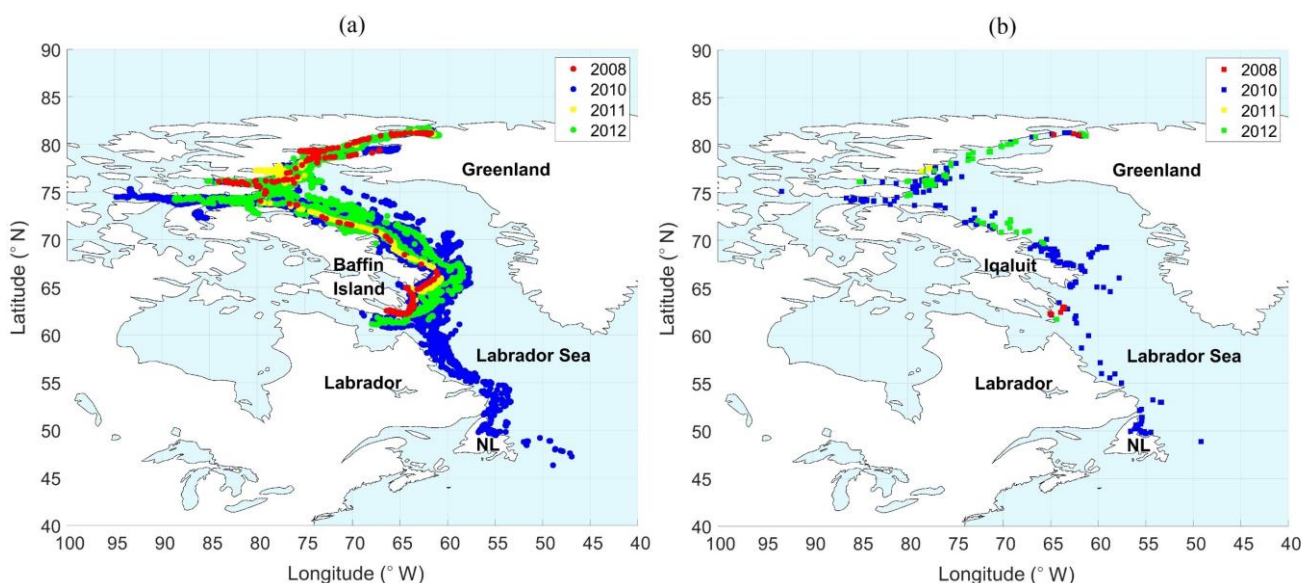 (a)
90
85
80
75
70
65
60
55
50
45
40
Latitude (° N)
2008
2010
2011
2012
Greenland
Baffin
Island
Labrador Sea
Labrador
NL
100 95 90 85 80 75 70 65 60 55 50 45 40
Longitude (° W)
(b)
90
85
80
75
70
65
60
55
50
45
40
Latitude (° N)
2008
2010
2011
2012
Greenland
Iqaluit
Labrador Sea
Labrador
NL
100 95 90 85 80 75 70 65 60 55 50 45 40
Longitude (° W)